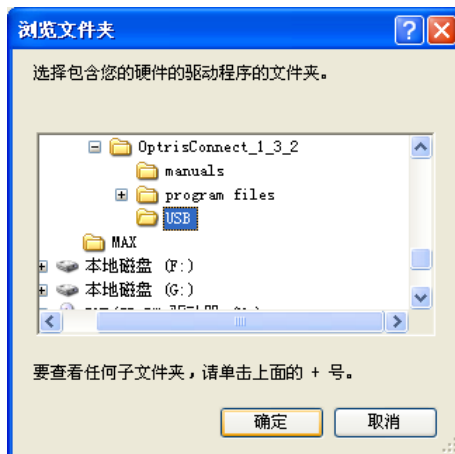 浏览文件夹
选择包含您的硬件的驱动程序的文件夹。
OptrisConnect_1_3_2
manuals
program files
USB
MAX
本地磁盘 (F:)
本地磁盘 (G:)
要查看任何子文件夹，请单击上面的 + 号。
确定
取消